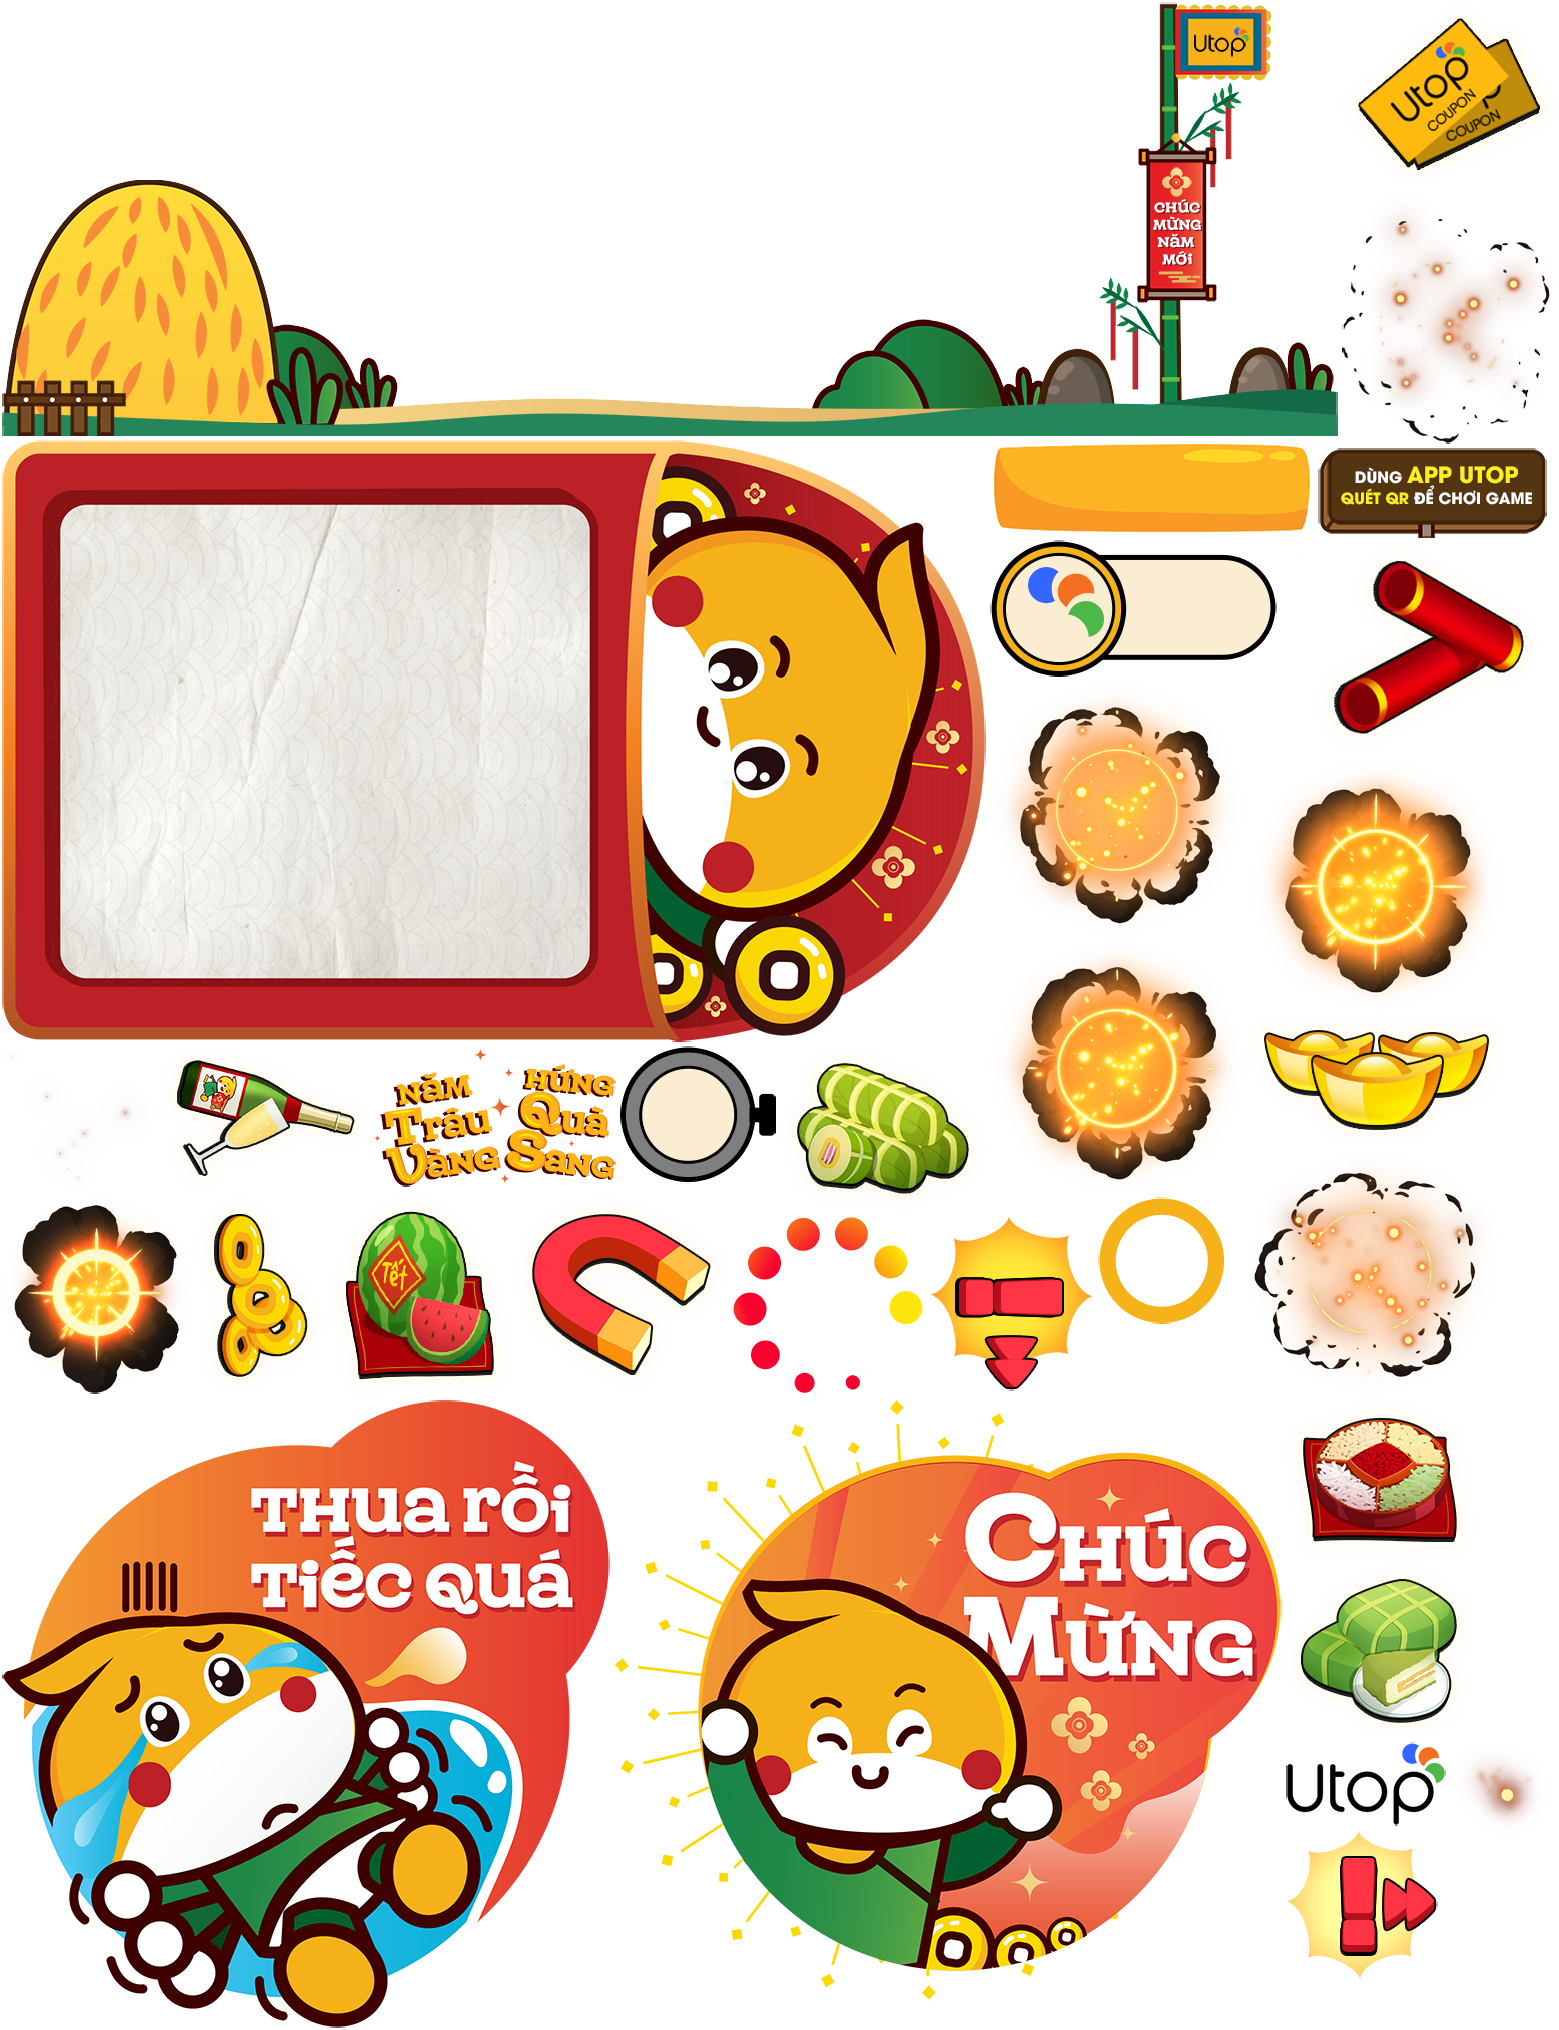 Utop
CHÚC
MỪNG
NĂM
MỚI
Utop
COUPON
COUPON
DÙNG APP UTOP
QUÉT QR ĐỂ CHƠI GAME
NĂM
Trâu
Vàng
HỨNG
Quà
Sang
Tết
THUA RỒI
TIẾC QUÁ
CHÚC
MỪNG
Utop